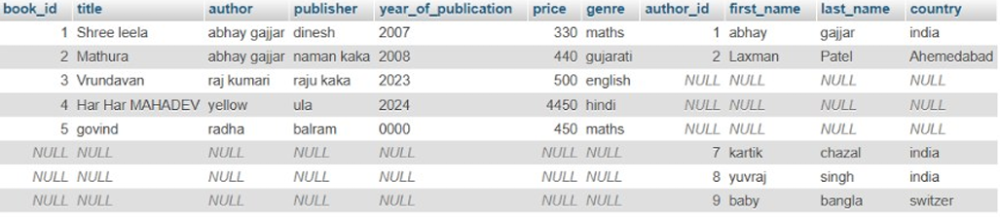 book_id title author publisher year_of_publication price genre author_id first_name last_name country
1 Shree leela abhay gajjar dinesh 2007 330 maths 1 abhay gajjar india
2 Mathura abhay gajjar naman kaka 2008 440 gujarati 2 Laxman Patel Ahemedabad
3 Vrundavan raj kumari raju kaka 2023 500 english NULL NULL NULL NULL
4 Har Har MAHADEV yellow ula 2024 4450 hindi NULL NULL NULL NULL
5 govind radha balram 0000 450 maths NULL NULL NULL NULL
NULL NULL NULL NULL NULL NULL NULL 7 kartik chazal india
NULL NULL NULL NULL NULL NULL NULL 8 yuvraj singh india
NULL NULL NULL NULL NULL NULL NULL 9 baby bangla switzer